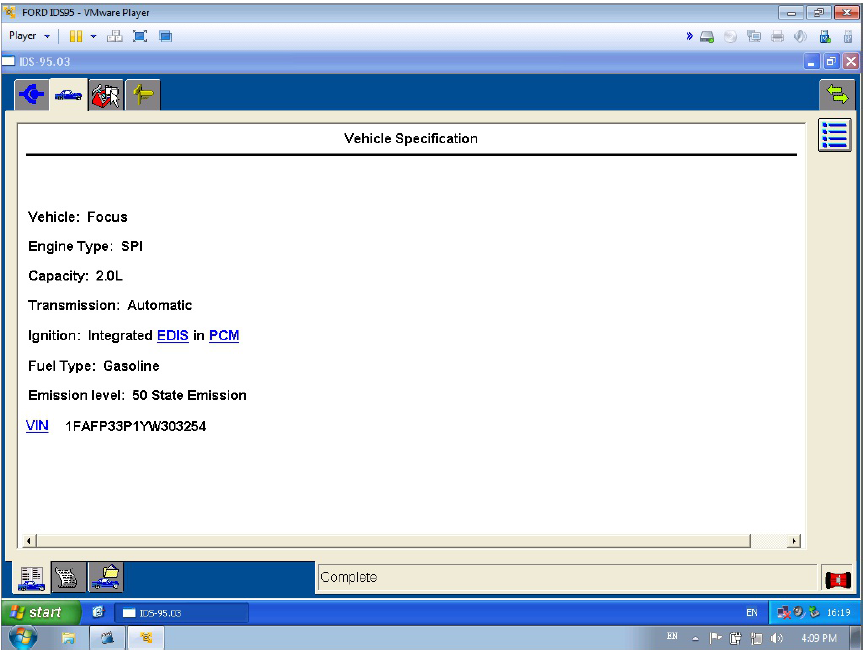 FORD IDS95 - VMware Player
Player
IDS-95.03
Vehicle Specification
Vehicle: Focus
Engine Type: SPI
Capacity: 2.0L
Transmission: Automatic
Ignition: Integrated EDIS in PCM
Fuel Type: Gasoline
Emission level: 50 State Emission
VIN 1FAFP33P1YW303254
Complete
start IDS-95.03 EN 16:19
EN 4:09 PM